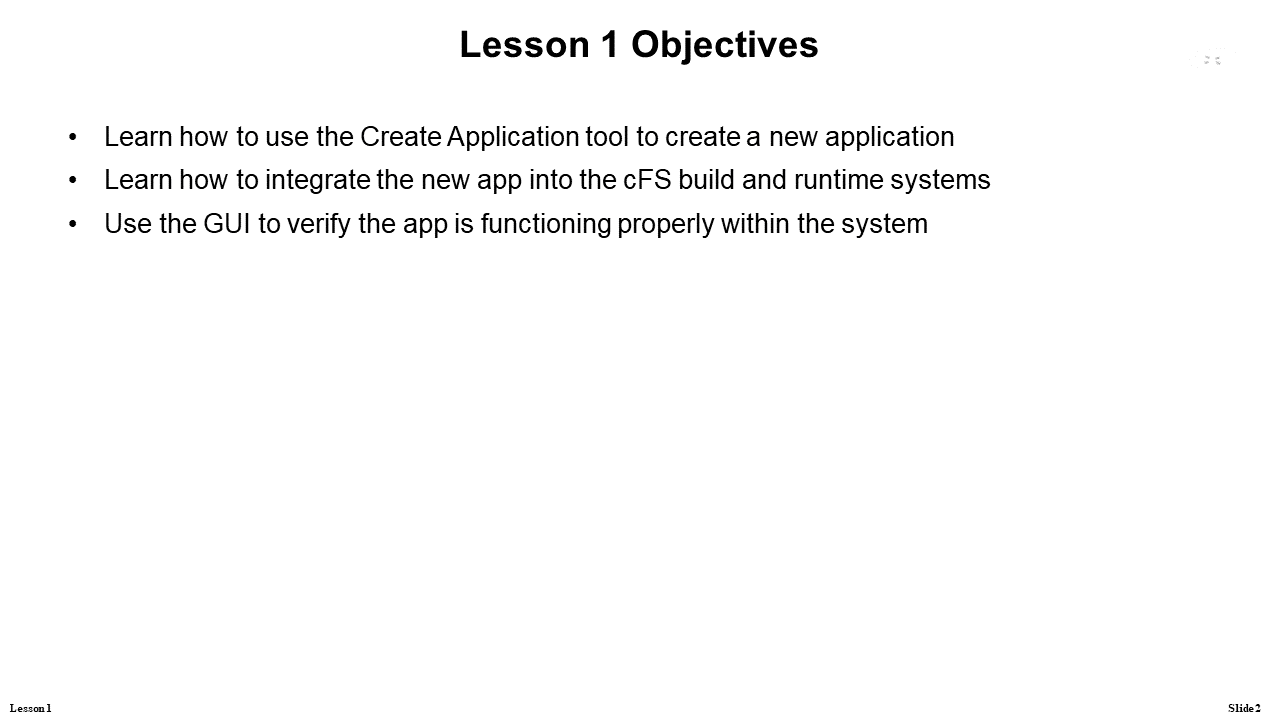 Lesson 1 Objectives
• Learn how to use the Create Application tool to create a new application
• Learn how to integrate the new app into the cFS build and runtime systems
• Use the GUI to verify the app is functioning properly within the system
Lesson 1
Slide 2